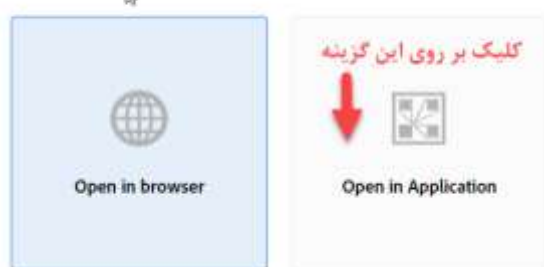 کلیک بر روی این گزینه
Open in browser
Open in Application